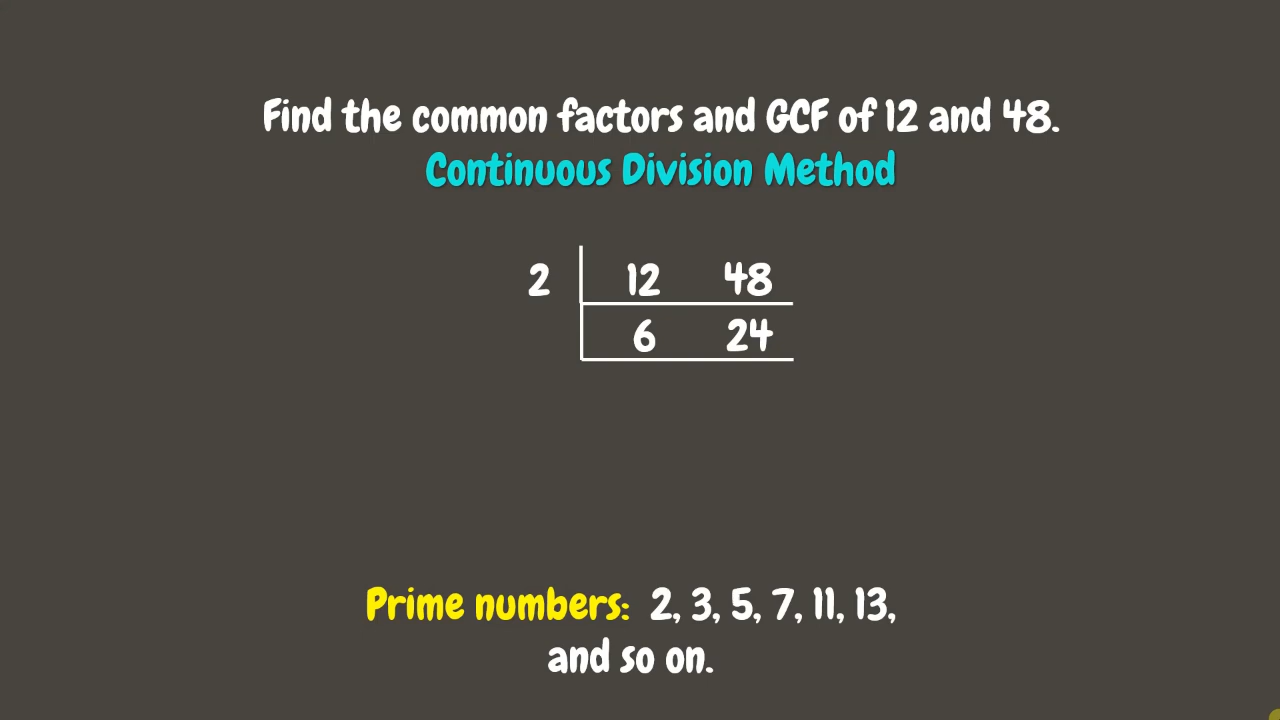 Find the common factors and GCF of 12 and 48.
Continuous Division Method
2 12 48
6 24
Prime numbers: 2, 3, 5, 7, 11, 13,
and so on.